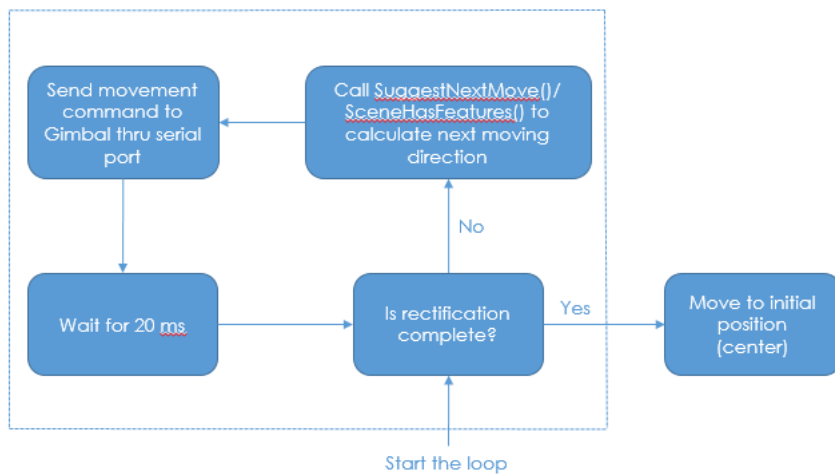 Send movement
command to
Gimbal thru serial
port
Call SuggestNextMove()/
SceneHasFeatures() to
calculate next moving
direction
No
Wait for 20 ms
Is rectification
complete?
Yes
Move to initial
position
(center)
Start the loop